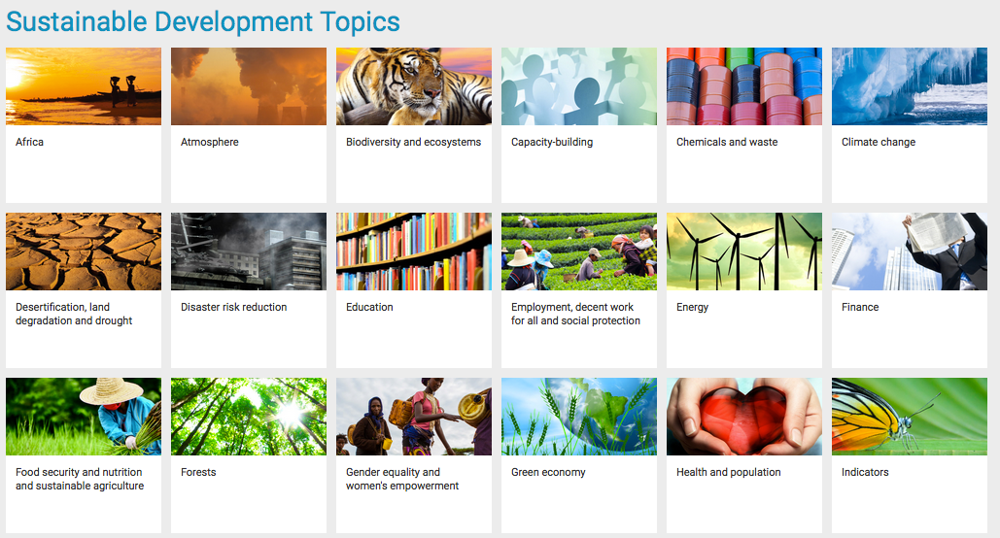 Sustainable Development Topics
Africa
Atmosphere
Biodiversity and ecosystems
Capacity-building
Chemicals and waste
Climate change
Desertification, land
degradation and drought
Disaster risk reduction
Education
Employment, decent work
for all and social protection
Energy
Finance
Food security and nutrition
and sustainable agriculture
Forests
Gender equality and
women's empowerment
Green economy
Health and population
Indicators